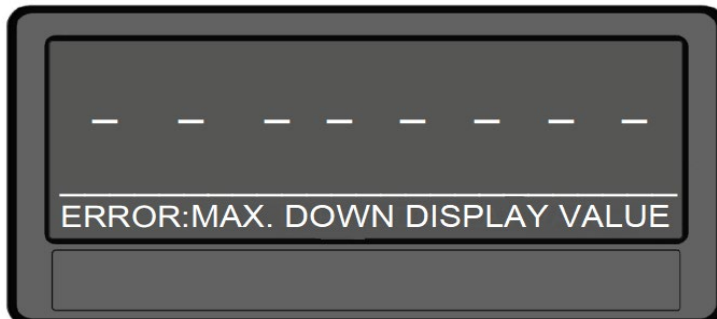 – – – – – – – –
ERROR:MAX. DOWN DISPLAY VALUE